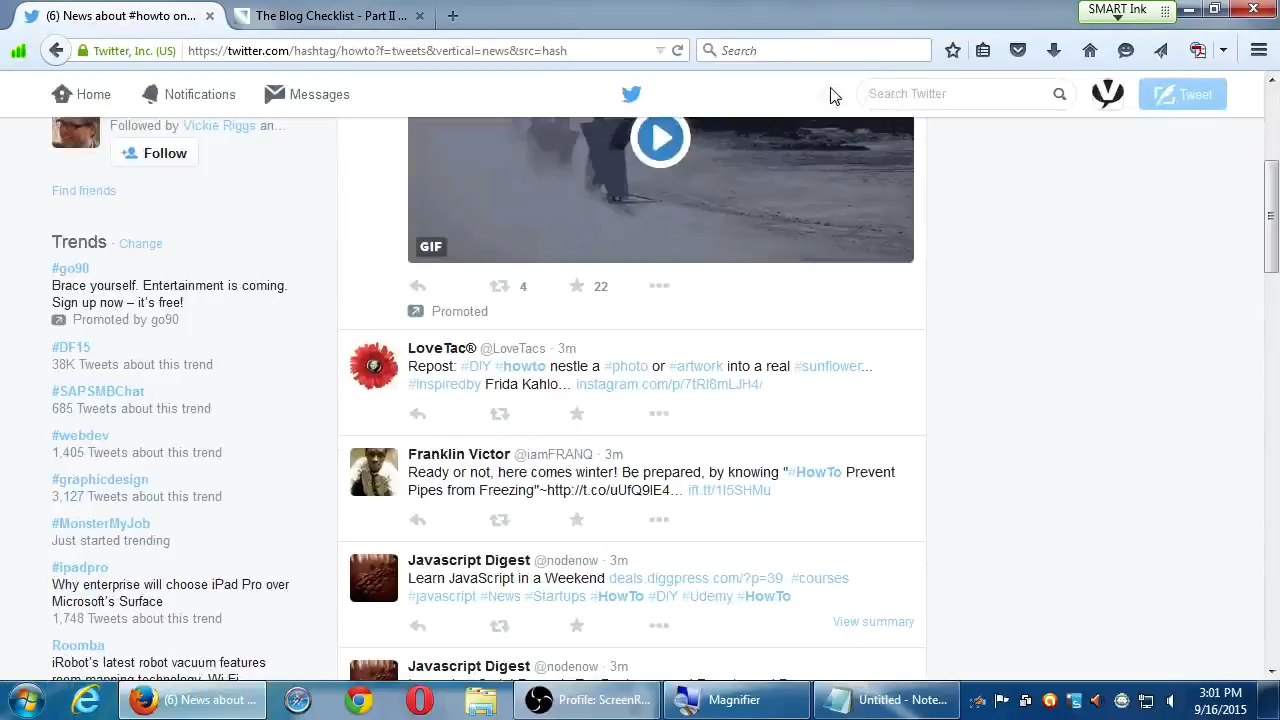 (6) News about #howto on...
The Blog Checklist - Part II ...
SMART Ink
Twitter, Inc. (US)
https://twitter.com/hashtag/howto?f=tweets&vertical=news&src=hash
Search
Home
Notifications
Messages
Search Twitter
Tweet
Followed by Vickie Riggs an...
Follow
Find friends
Trends · Change
#go90
Brace yourself. Entertainment is coming.
Sign up now – it's free!
Promoted by go90
#DF15
38K Tweets about this trend
#SAPSMBChat
685 Tweets about this trend
#webdev
1,405 Tweets about this trend
#graphicdesign
3,127 Tweets about this trend
#MonsterMyJob
Just started trending
#ipadpro
Why enterprise will choose iPad Pro over
Microsoft's Surface
1,748 Tweets about this trend
Roomba
iRobot's latest robot vacuum features
room mapping technology, Wi-Fi
GIF
4
22
Promoted
LoveTac® @LoveTacs · 3m
Repost: #DIY #howto nestle a #photo or #artwork into a real #sunflower...
#inspiredby Frida Kahlo... instagram.com/p/7tRl8mLJH4/
Franklin Victor @iamFRANQ · 3m
Ready or not, here comes winter! Be prepared, by knowing "#HowTo Prevent
Pipes from Freezing"~http://t.co/uUfQ9lE4... ift.tt/1I5SHMu
Javascript Digest @nodenow · 3m
Learn JavaScript in a Weekend deals.diggpress.com/?p=39 #courses
#javascript #News #Startups #HowTo #DIY #Udemy #HowTo
View summary
Javascript Digest @nodenow · 3m
(6) News about ...
Profile: ScreenR...
Magnifier
Untitled - Note...
3:01 PM
9/16/2015